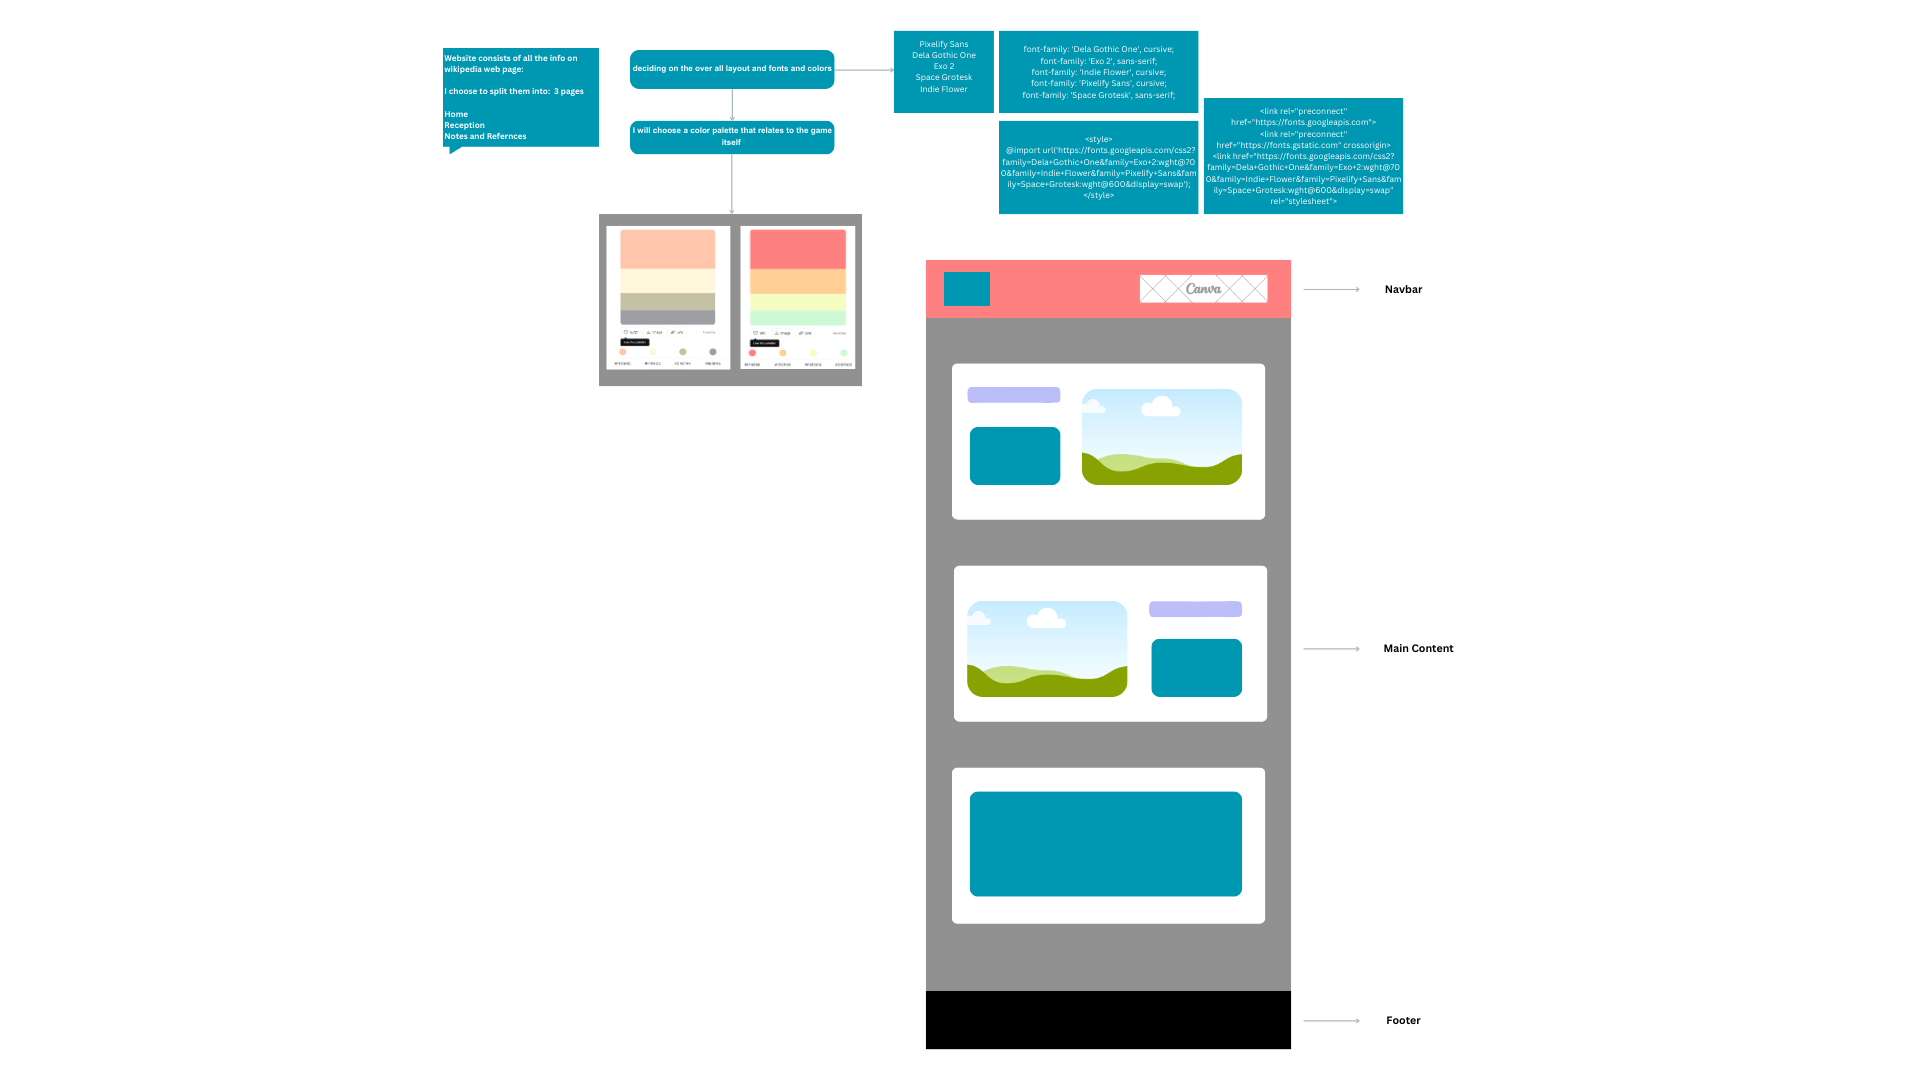 Website consists of all the info on
wikipedia web page:
I choose to split them into:  3 pages
Home
Reception
Notes and Refernces
deciding on the over all layout and fonts and colors
I will choose a color palette that relates to the game
itself
Pixelify Sans
Dela Gothic One
Exo 2
Space Grotesk
Indie Flower
font-family: 'Dela Gothic One', cursive;
font-family: 'Exo 2', sans-serif;
font-family: 'Indie Flower', cursive;
font-family: 'Pixelify Sans', cursive;
font-family: 'Space Grotesk', sans-serif;
<style>
@import url('https://fonts.googleapis.com/css2?
family=Dela+Gothic+One&family=Exo+2:wght@70
0&family=Indie+Flower&family=Pixelify+Sans&fam
ily=Space+Grotesk:wght@600&display=swap');
</style>
<link rel="preconnect"
href="https://fonts.googleapis.com">
<link rel="preconnect"
href="https://fonts.gstatic.com" crossorigin>
<link href="https://fonts.googleapis.com/css2?
family=Dela+Gothic+One&family=Exo+2:wght@70
0&family=Indie+Flower&family=Pixelify+Sans&fam
ily=Space+Grotesk:wght@600&display=swap"
rel="stylesheet">
Canva
Navbar
Main Content
Footer